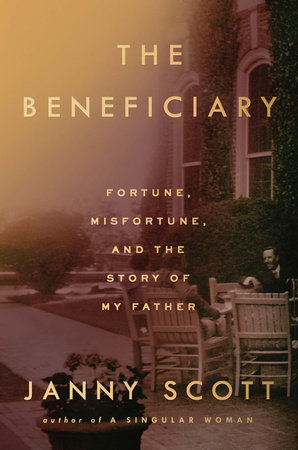 THE
BENEFICIARY
FORTUNE,
MISFORTUNE,
AND THE
STORY OF
MY FATHER
JANNY SCOTT
author of A SINGULAR WOMAN